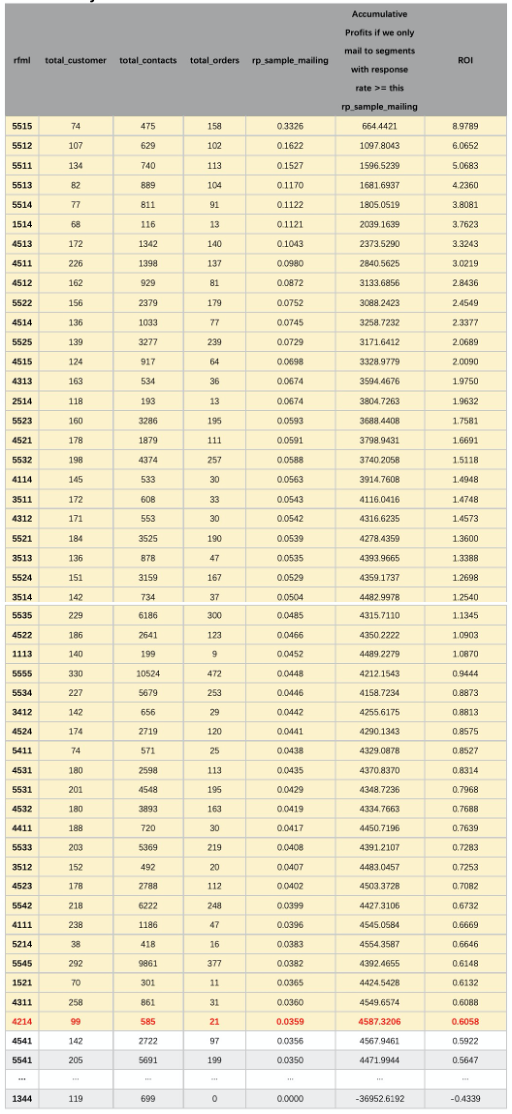 Accumulative
Profits if we only
mail to segments
rfml total_customer total_contacts total_orders rp_sample_mailing with response ROI
rate >= this
rp_sample_mailing
5515 74 475 158 0.3326 664.4421 8.9789
5512 107 629 102 0.1622 1097.8043 6.0652
5511 134 740 113 0.1527 1596.5239 5.0683
5513 82 889 104 0.1170 1681.6937 4.2360
5514 77 811 91 0.1122 1805.0519 3.8081
1514 68 116 13 0.1121 2039.1639 3.7623
4513 172 1342 140 0.1043 2373.5290 3.3243
4511 226 1398 137 0.0980 2840.5625 3.0219
4512 162 929 81 0.0872 3133.6856 2.8436
5522 156 2379 179 0.0752 3088.2423 2.4549
4514 136 1033 77 0.0745 3258.7232 2.3377
5525 139 3277 239 0.0729 3171.6412 2.0689
4515 124 917 64 0.0698 3328.9779 2.0090
4313 163 534 36 0.0674 3594.4676 1.9750
2514 118 193 13 0.0674 3804.7263 1.9632
5523 160 3286 195 0.0593 3688.4408 1.7581
4521 178 1879 111 0.0591 3798.9431 1.6691
5532 198 4374 257 0.0588 3740.2058 1.5118
4114 145 533 30 0.0563 3914.7608 1.4948
3511 172 608 33 0.0543 4116.0416 1.4748
4312 171 553 30 0.0542 4316.6235 1.4573
5521 184 3525 190 0.0539 4278.4359 1.3600
3513 136 878 47 0.0535 4393.9665 1.3388
5524 151 3159 167 0.0529 4359.1737 1.2698
3514 142 734 37 0.0504 4482.9978 1.2540
5535 229 6186 300 0.0485 4315.7110 1.1345
4522 186 2641 123 0.0466 4350.2222 1.0903
1113 140 199 9 0.0452 4489.2279 1.0870
5555 330 10524 472 0.0448 4212.1543 0.9444
5534 227 5679 253 0.0446 4158.7234 0.8873
3412 142 656 29 0.0442 4255.6175 0.8813
4524 174 2719 120 0.0441 4290.1343 0.8575
5411 74 571 25 0.0438 4329.0878 0.8527
4531 180 2598 113 0.0435 4370.8370 0.8314
5531 201 4548 195 0.0429 4348.7236 0.7968
4532 180 3893 163 0.0419 4334.7663 0.7688
4411 188 720 30 0.0417 4450.7196 0.7639
5533 203 5369 219 0.0408 4391.2107 0.7283
3512 152 492 20 0.0407 4483.0457 0.7253
4523 178 2788 112 0.0402 4503.3728 0.7082
5542 218 6222 248 0.0399 4427.3106 0.6732
4111 238 1186 47 0.0396 4545.0584 0.6669
5214 38 418 16 0.0383 4554.3587 0.6646
5545 292 9861 377 0.0382 4392.4655 0.6148
1521 70 301 11 0.0365 4424.5428 0.6132
4311 258 861 31 0.0360 4549.6574 0.6088
4214 99 585 21 0.0359 4587.3206 0.6058
4541 142 2722 97 0.0356 4567.9461 0.5922
5541 205 5691 199 0.0350 4471.9944 0.5647
... ... ... ... ... ... ...
1344 119 699 0 0.0000 -36952.6192 -0.4339